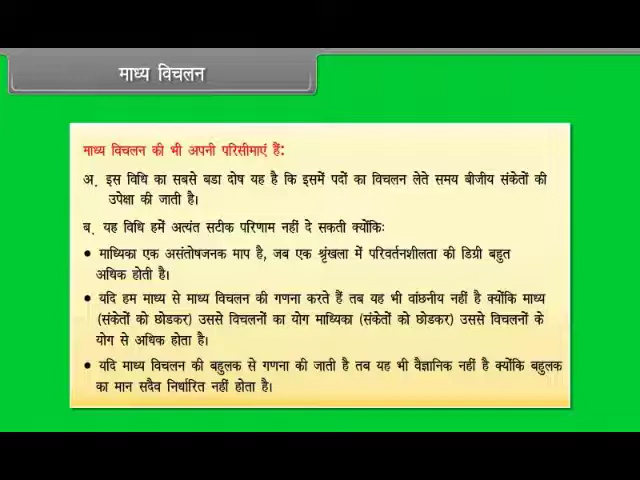 माध्य विचलन
माध्य विचलन की भी अपनी परिसीमाएं हैं:
अ. इस विधि का सबसे बडा दोष यह है कि इसमें पदों का विचलन लेते समय बीजीय संकेतों की
उपेक्षा की जाती है।
ब. यह विधि हमें अत्यंत सटीक परिणाम नहीं दे सकती क्योंकि:
• माध्यिका एक असंतोषजनक माप है, जब एक श्रृंखला में परिवर्तनशीलता की डिग्री बहुत
अधिक होती है।
• यदि हम माध्य से माध्य विचलन की गणना करते हैं तब यह भी वांछनीय नहीं है क्योंकि माध्य
(संकेतों को छोडकर) उससे विचलनों का योग माध्यिका (संकेतों को छोडकर) उससे विचलनों के
योग से अधिक होता है।
• यदि माध्य विचलन की बहुलक से गणना की जाती है तब यह भी वैज्ञानिक नहीं है क्योंकि बहुलक
का मान सदैव निर्धारित नहीं होता है।